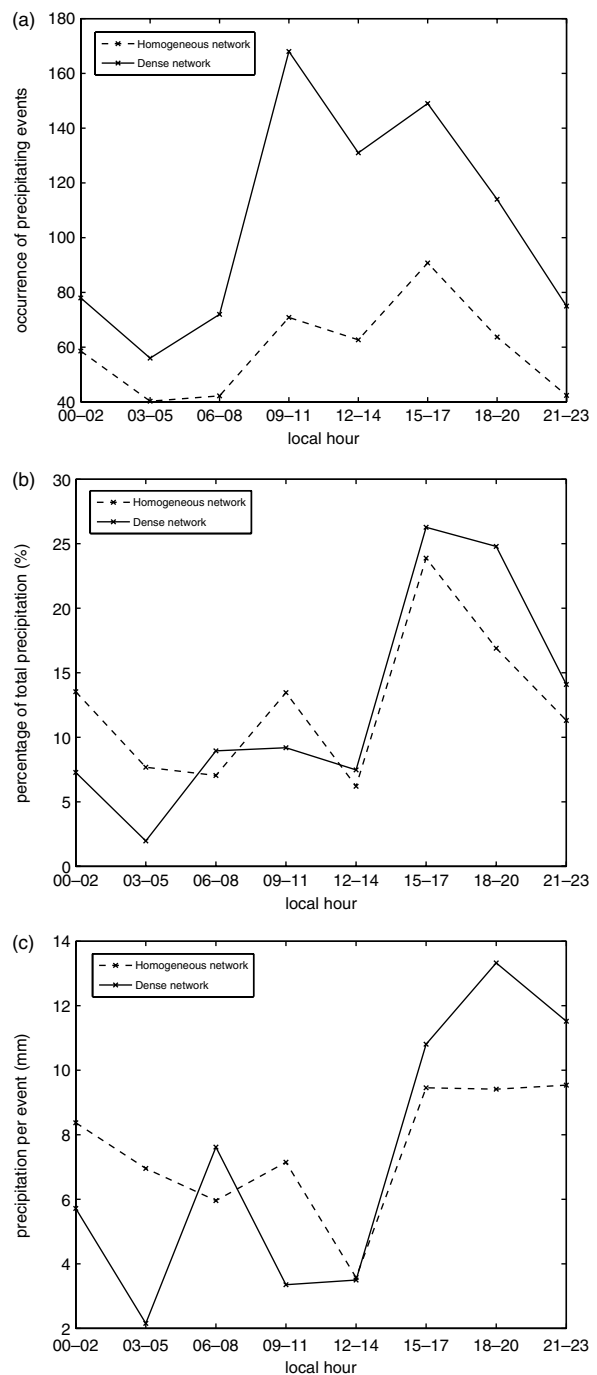 (a)
180
160
140
120
100
80
60
40
occurrence of precipitating events
Homogeneous network
Dense network
00–02 03–05 06–08 09–11 12–14 15–17 18–20 21–23
local hour
(b)
30
25
20
15
10
5
0
percentage of total precipitation (%)
Homogeneous network
Dense network
00–02 03–05 06–08 09–11 12–14 15–17 18–20 21–23
local hour
(c)
14
12
10
8
6
4
2
precipitation per event (mm)
Homogeneous network
Dense network
00–02 03–05 06–08 09–11 12–14 15–17 18–20 21–23
local hour